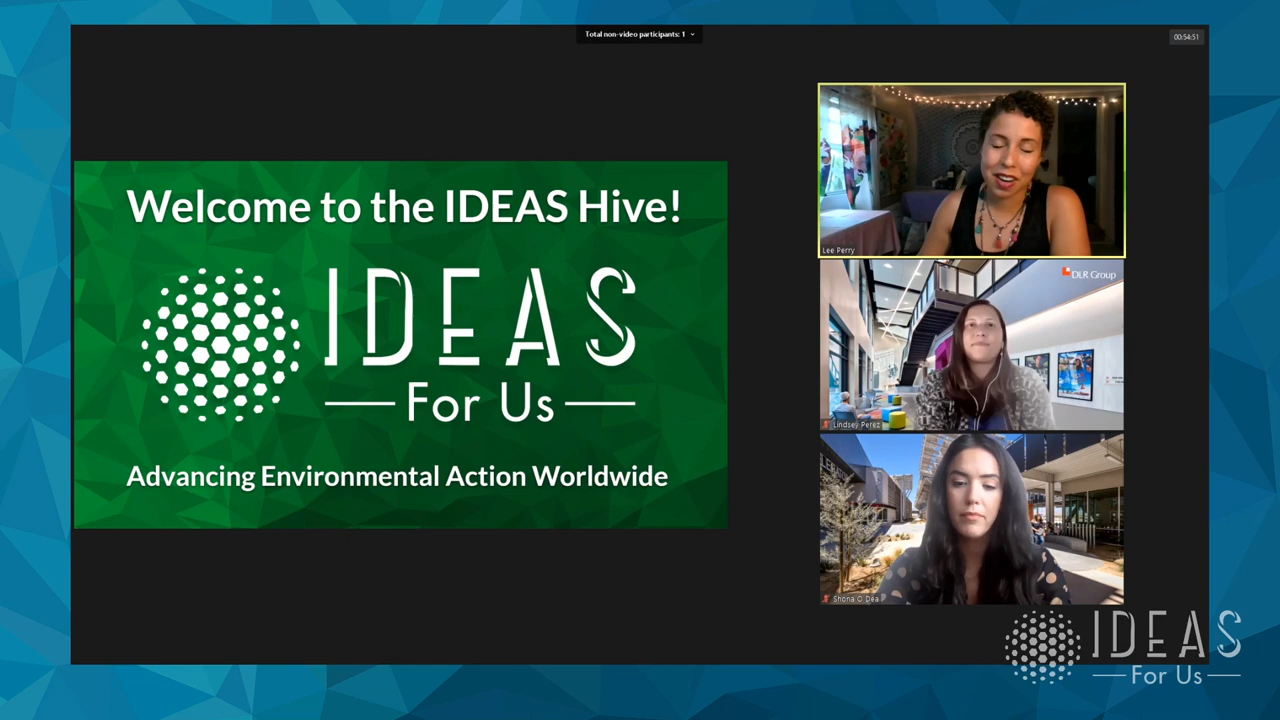 Total non-video participants: 1
00:54:51
Welcome to the IDEAS Hive!
IDEAS
For Us
Advancing Environmental Action Worldwide
Lee Perry
DLR Group
Lindsey Perez
Shona O Dea
IDEAS
For Us